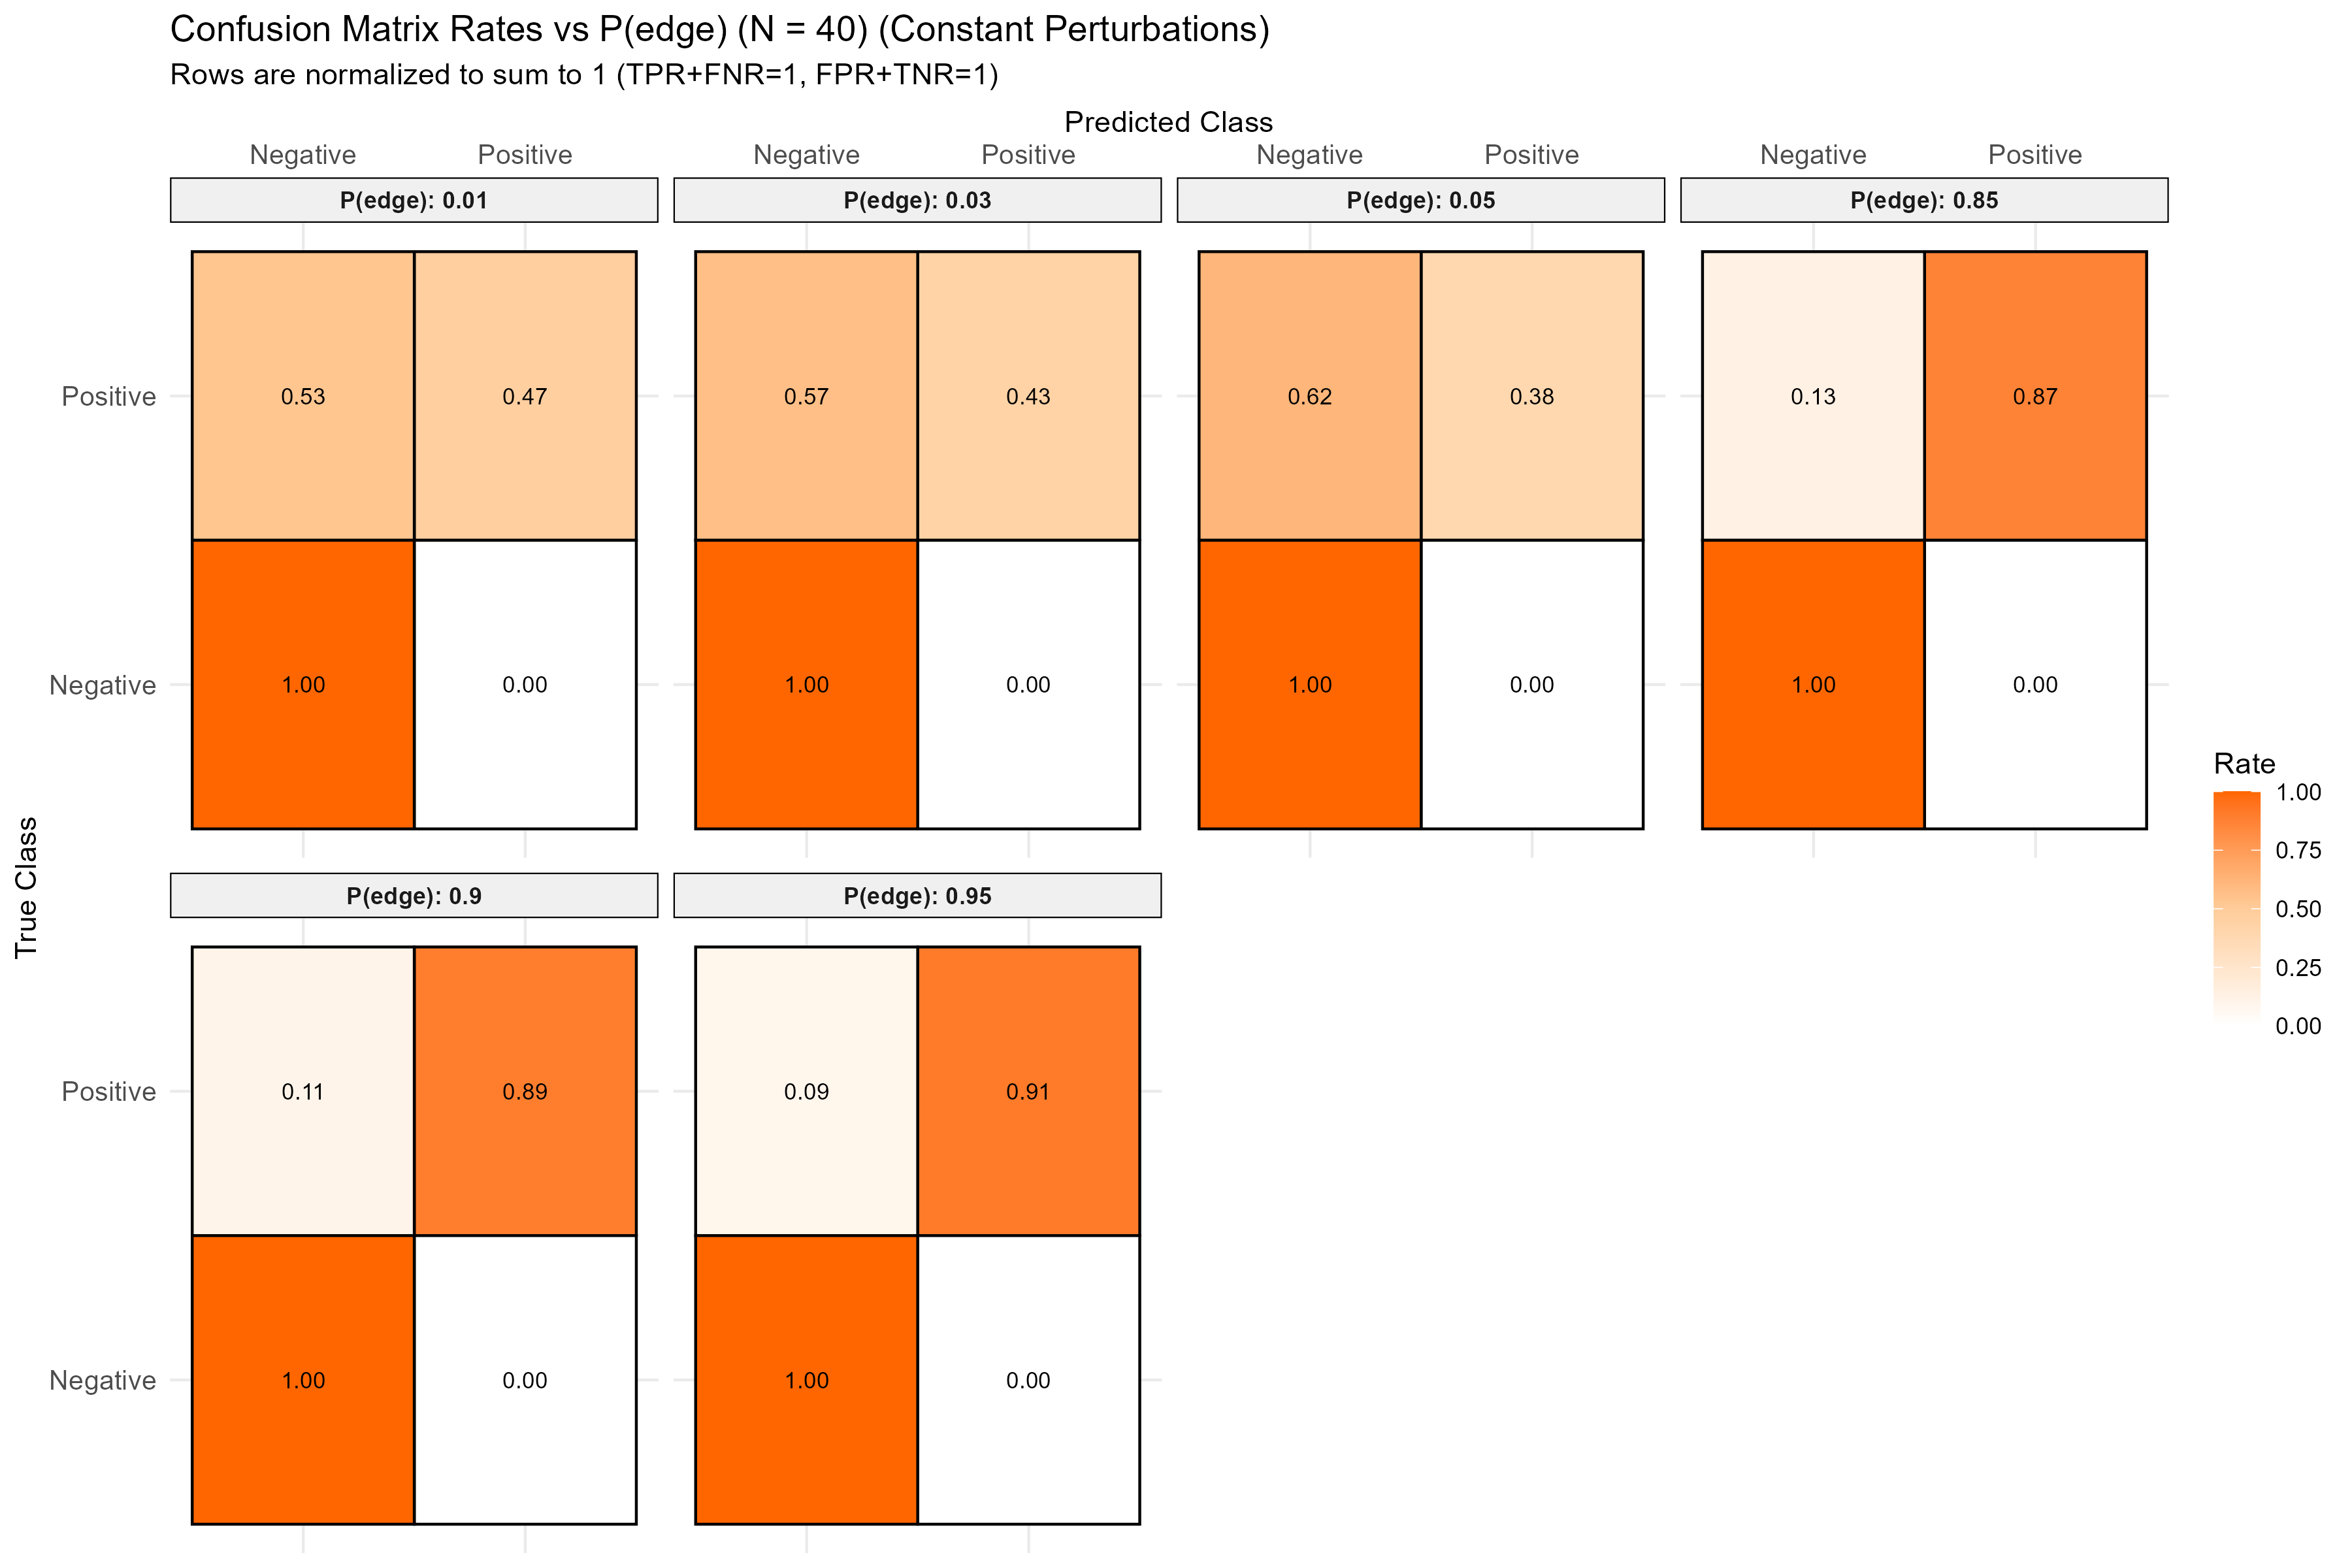 Confusion Matrix Rates vs P(edge) (N = 40) (Constant Perturbations)
Rows are normalized to sum to 1 (TPR+FNR=1, FPR+TNR=1)
Predicted Class
Negative Positive Negative Positive Negative Positive Negative Positive
P(edge): 0.01 P(edge): 0.03 P(edge): 0.05 P(edge): 0.85
Positive 0.53 0.47 0.57 0.43 0.62 0.38 0.13 0.87
Negative 1.00 0.00 1.00 0.00 1.00 0.00 1.00 0.00
True Class
P(edge): 0.9 P(edge): 0.95
Positive 0.11 0.89 0.09 0.91
Negative 1.00 0.00 1.00 0.00
Rate
1.00
0.75
0.50
0.25
0.00